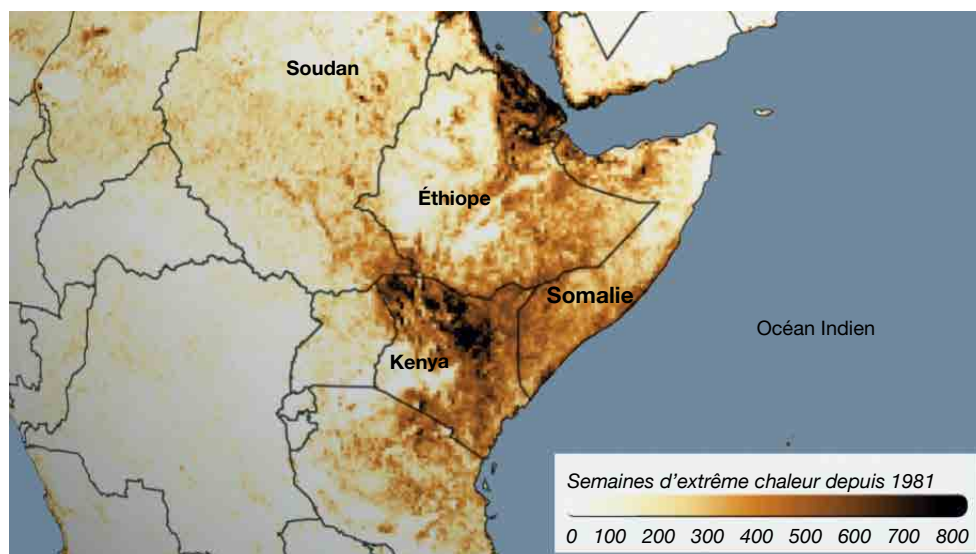 Soudan
Éthiope
Somalie
Kenya
Océan Indien
Semaines d'extrême chaleur depuis 1981
0 100 200 300 400 500 600 700 800